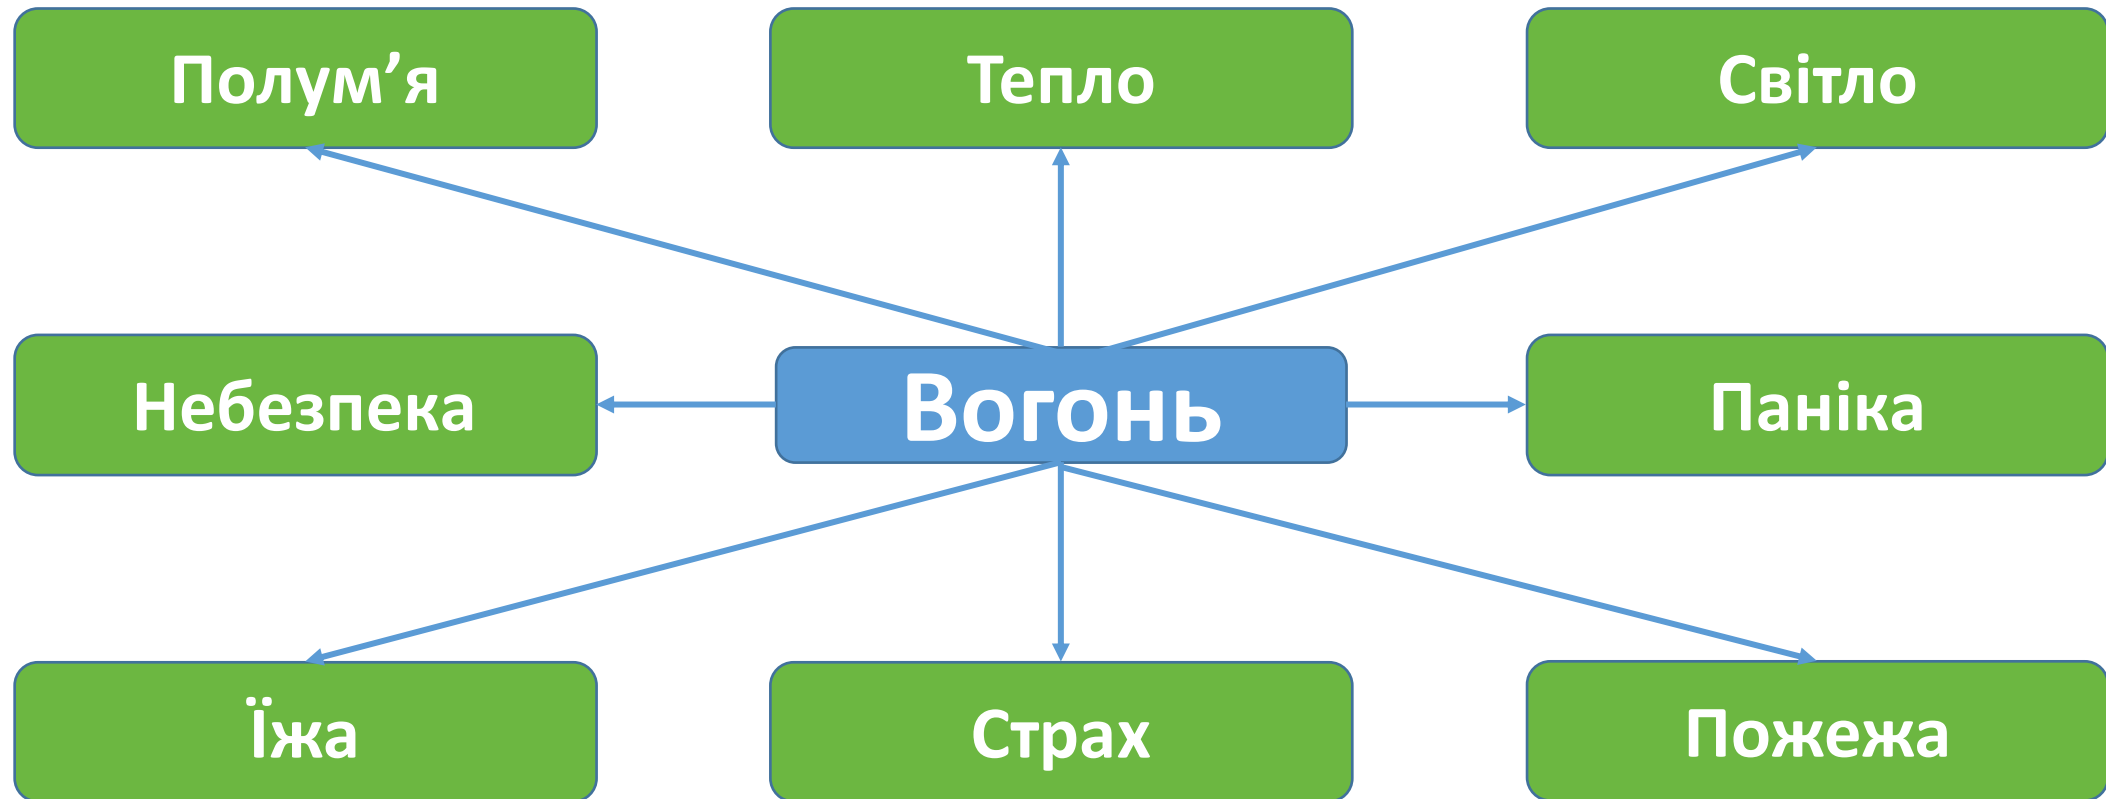 Полум’я
Тепло
Світло
Небезпека
Вогонь
Паніка
Їжа
Страх
Пожежа